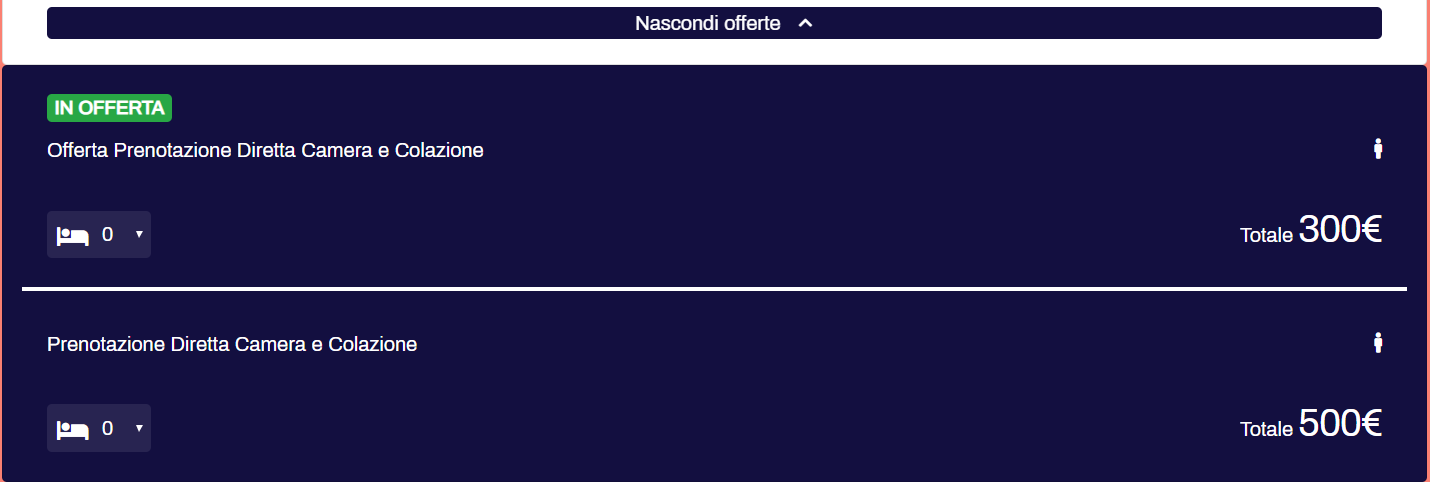 Nascondi offerte
IN OFFERTA
Offerta Prenotazione Diretta Camera e Colazione
0
Totale 300€
Prenotazione Diretta Camera e Colazione
0
Totale 500€